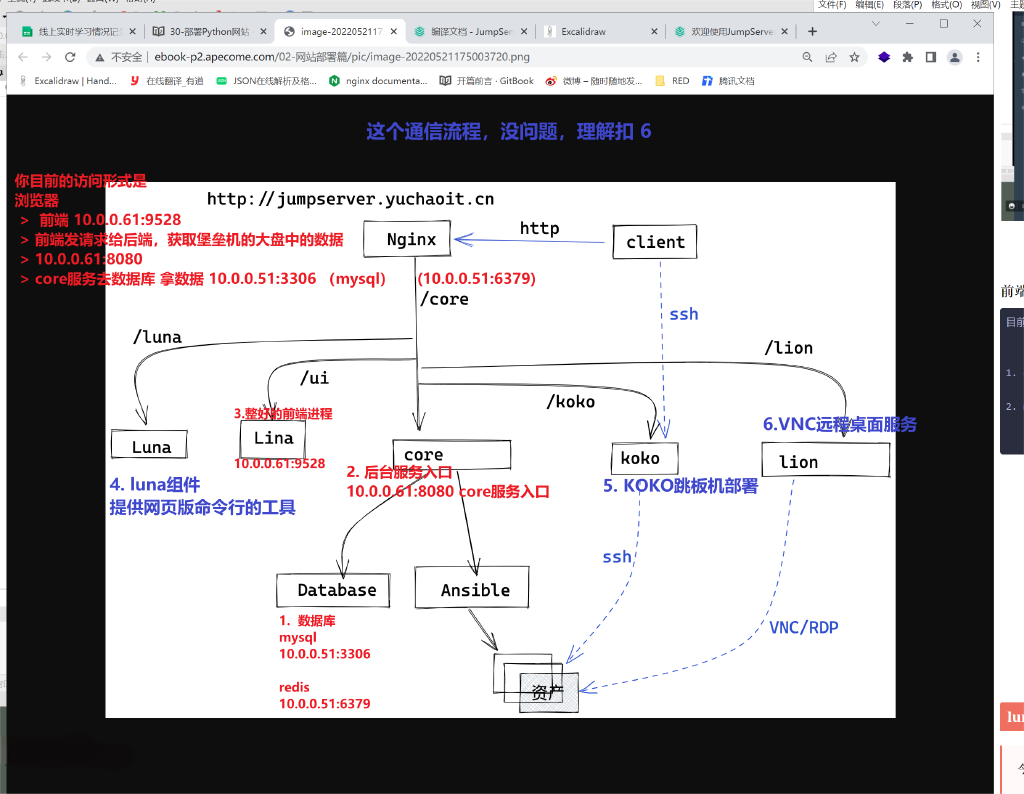 文件(F) 编辑(E) 段落(P) 格式(O) 视图(V) 主题
线上实时学习情况记 30-部署Python网站 image-2022052117 编译文档 - JumpSer Excalidraw 欢迎使用JumpServe
不安全 ebook-p2.apecome.com/02-网站部署篇/pic/image-20220521175003720.png
Excalidraw | Hand... 在线翻译_有道 JSON在线解析及格... nginx documenta... 开篇前言 · GitBook 微博 – 随时随地发... RED 腾讯文档
这个通信流程，没问题，理解扣 6
你目前的访问形式是
浏览器
> 前端 10.0.0.61:9528
> 前端发请求给后端，获取堡垒机的大盘中的数据
> 10.0.0.61:8080
> core服务去数据库 拿数据 10.0.0.51:3306 （mysql） (10.0.0.51:6379)
http://jumpserver.yuchaoit.cn
Nginx
http
client
/core
ssh
/luna
/ui
/koko
/lion
3.整好的前端进程
6.VNC远程桌面服务
Luna
Lina
core
koko
lion
10.0.0.61:9528
2. 后台服务入口
10.0.0.61:8080 core服务入口
4. luna组件
提供网页版命令行的工具
5. KOKO跳板机部署
ssh
Database
Ansible
1. 数据库
mysql
10.0.0.51:3306
redis
10.0.0.51:6379
VNC/RDP
资产
前端
目前
1.
2.
lu